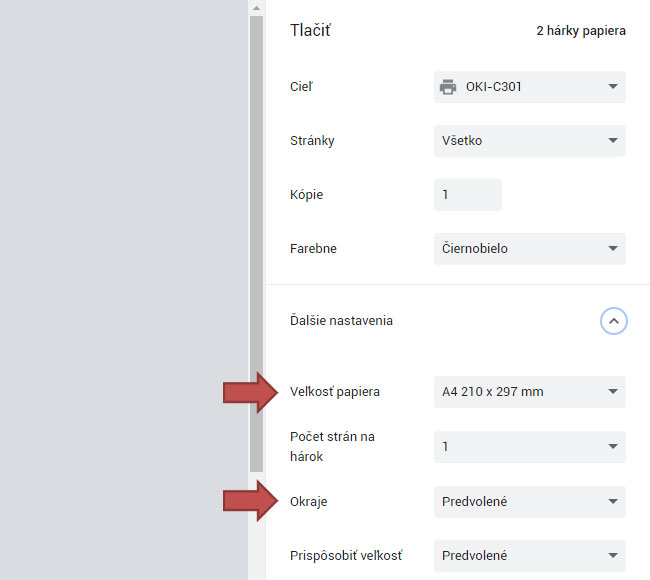 Tlačiť
2 hárky papiera
Cieľ
OKI-C301
Stránky
Všetko
Kópie
1
Farebne
Čiernobielo
Ďalšie nastavenia
Veľkosť papiera
A4 210 x 297 mm
Počet strán na
hárok
1
Okraje
Predvolené
Prispôsobiť veľkosť
Predvolené